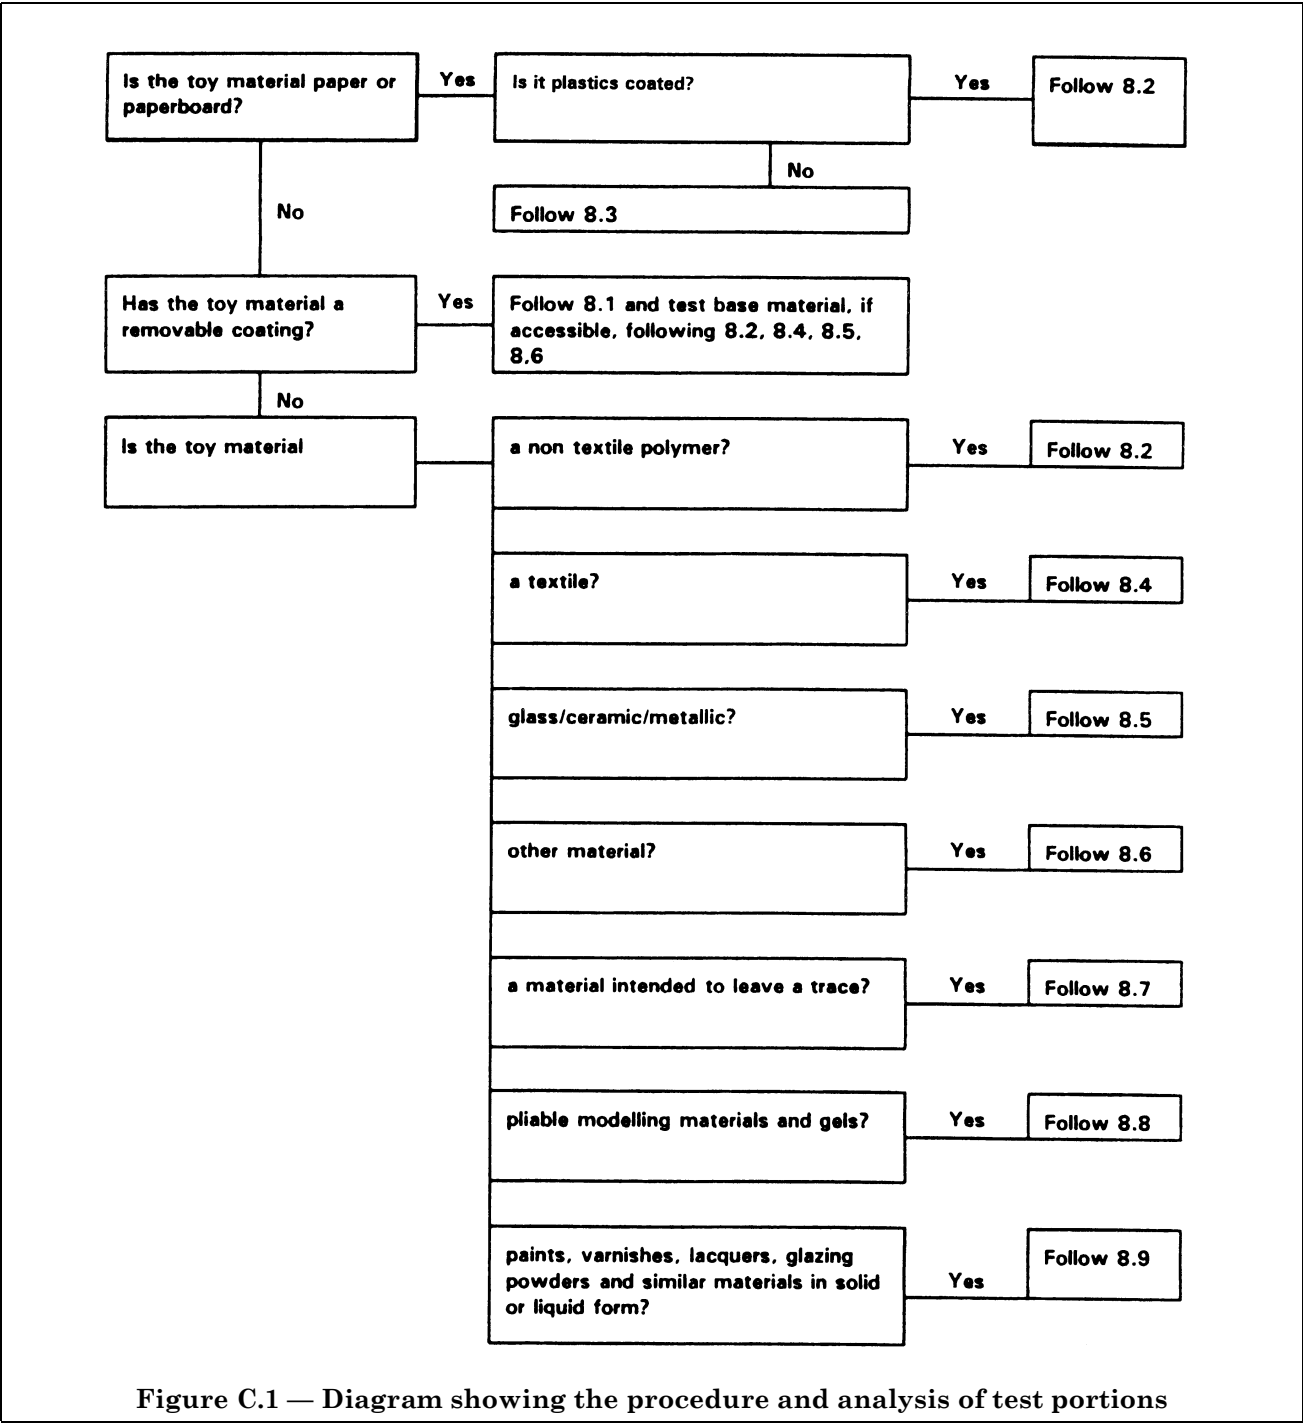 Is the toy material paper or
paperboard?
Yes
Is it plastics coated?
Yes
Follow 8.2
No
Follow 8.3
No
Has the toy material a
removable coating?
Yes
Follow 8.1 and test base material, if
accessible, following 8.2, 8.4, 8.5,
8.6
No
Is the toy material
a non textile polymer?
Yes
Follow 8.2
a textile?
Yes
Follow 8.4
glass/ceramic/metallic?
Yes
Follow 8.5
other material?
Yes
Follow 8.6
a material intended to leave a trace?
Yes
Follow 8.7
pliable modelling materials and gels?
Yes
Follow 8.8
paints, varnishes, lacquers, glazing
powders and similar materials in solid
or liquid form?
Yes
Follow 8.9
Figure C.1 — Diagram showing the procedure and analysis of test portions